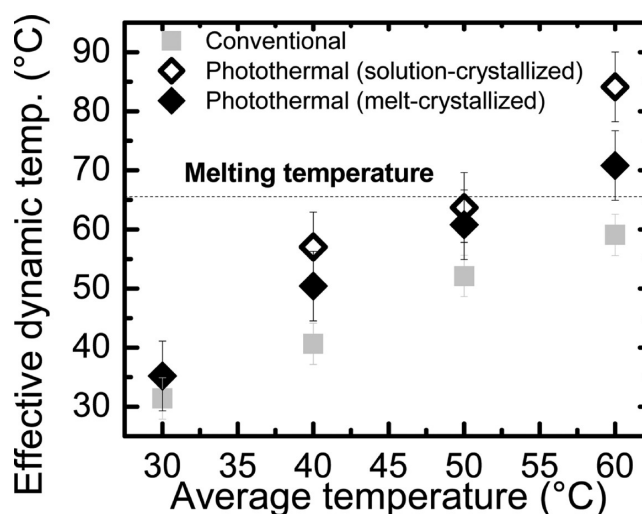 Effective dynamic temp. (°C)
90
80
70
60
50
40
30
Conventional
Photothermal (solution-crystallized)
Photothermal (melt-crystallized)
Melting temperature
30 35 40 45 50 55 60
Average temperature (°C)